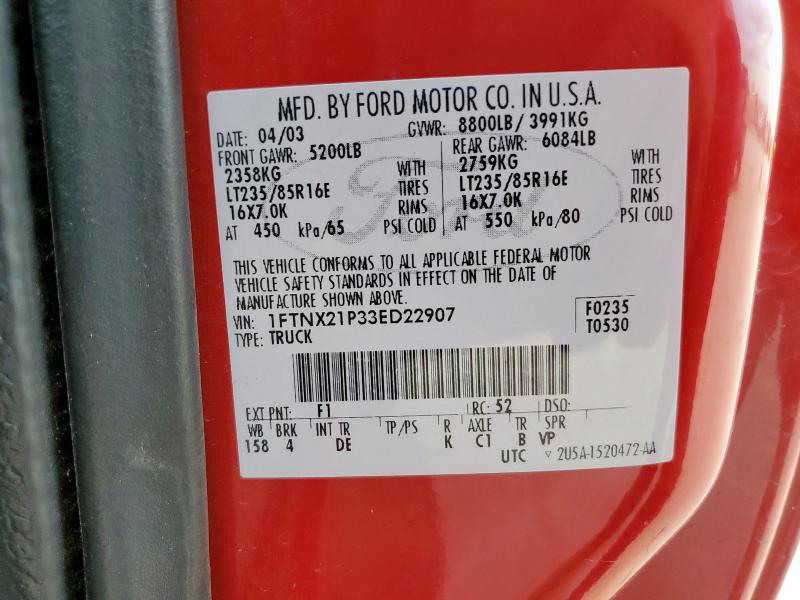 MFD. BY FORD MOTOR CO. IN U.S.A.
DATE: 04/03 GVWR: 8800LB/ 3991KG
FRONT GAWR: 5200LB REAR GAWR: 6084LB
2358KG WITH 2759KG WITH
LT235/85R16E TIRES LT235/85R16E TIRES
16X7.0K RIMS 16X7.0K RIMS
AT 450 kPa/65 PSI COLD AT 550 kPa/80 PSI COLD
Ford
THIS VEHICLE CONFORMS TO ALL APPLICABLE FEDERAL MOTOR
VEHICLE SAFETY STANDARDS IN EFFECT ON THE DATE OF
MANUFACTURE SHOWN ABOVE.
VIN: 1FTNX21P33ED22907 F0235
TYPE: TRUCK T0530
EXT PNT: F1 RC: 52 DSO:
WB BRK INT TR TP/PS R AXLE TR SPR
158 4 DE K C1 B VP
UTC ▽ 2U5A-1520472-AA